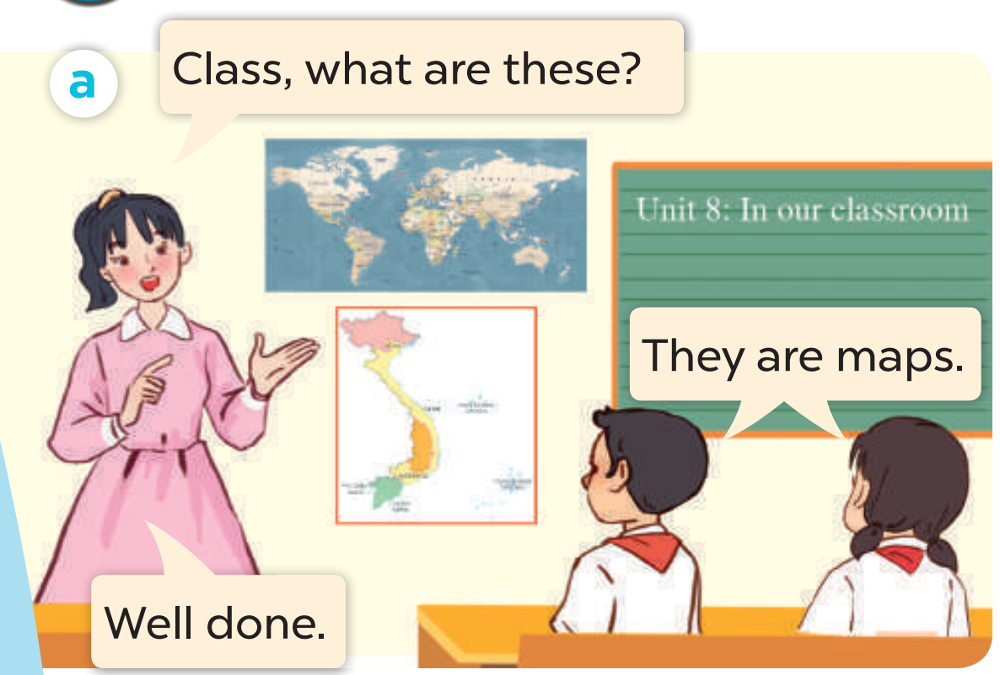 a
Class, what are these?
Unit 8: In our classroom
They are maps.
Well done.